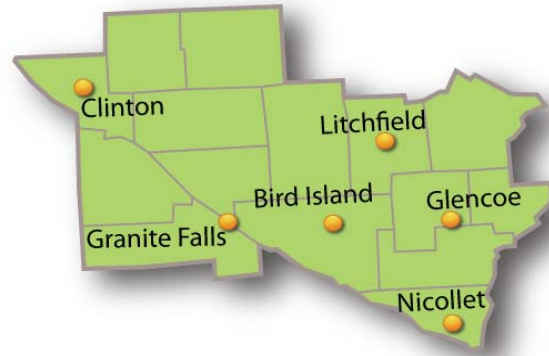 Clinton
Litchfield
Bird Island
Glencoe
Granite Falls
Nicollet